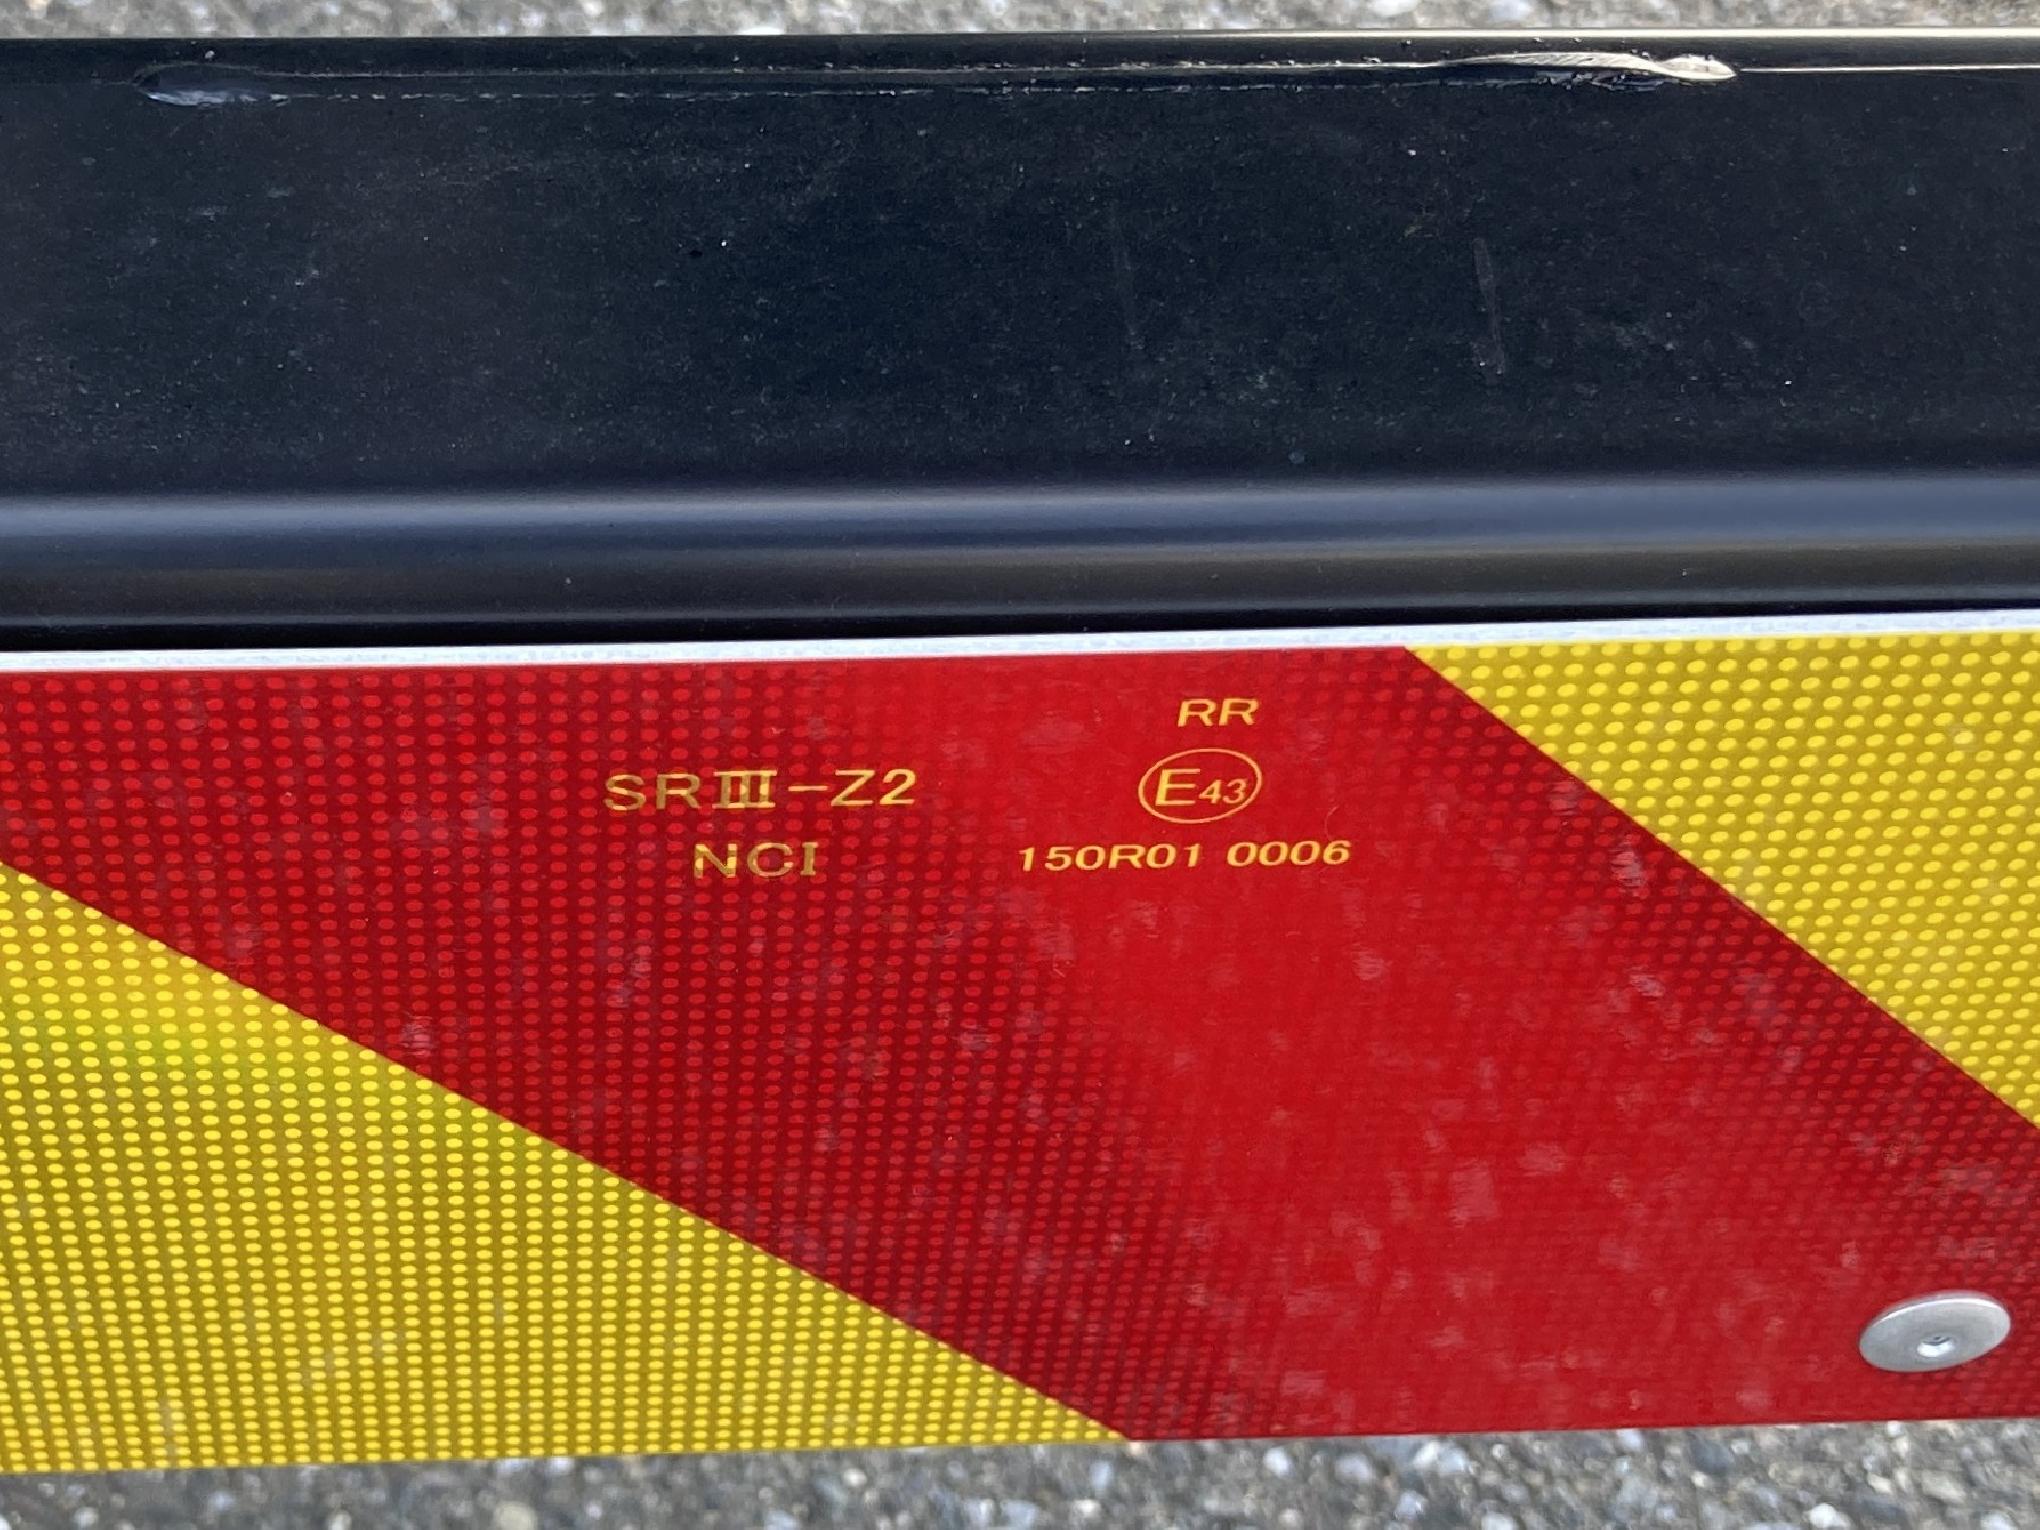 RR
SRⅢ-Z2
E43
NCI
150R01 0006